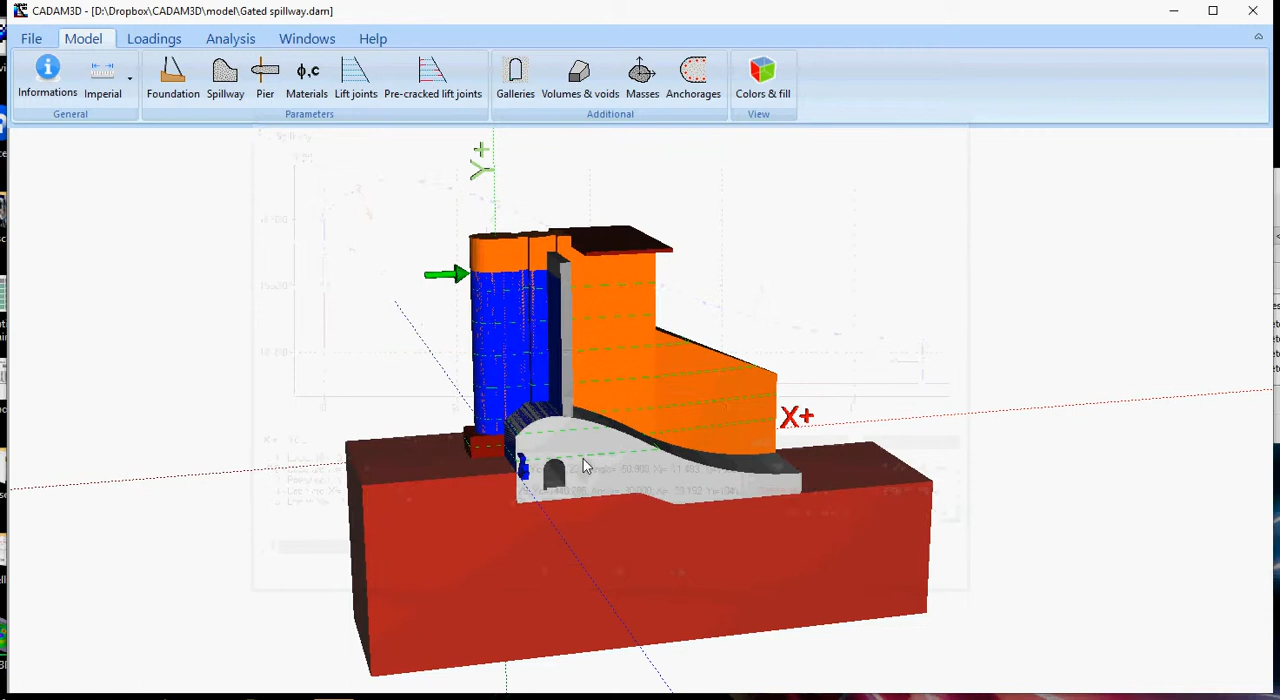 CADAM3D - [D:\Dropbox\CADAM3D\model\Gated spillway.dam]
File Model Loadings Analysis Windows Help
Informations Imperial Foundation Spillway Pier Materials Lift joints Pre-cracked lift joints Galleries Volumes & voids Masses Anchorages Colors & fill
ϕ,c
General Parameters Additional View
Y+
X+